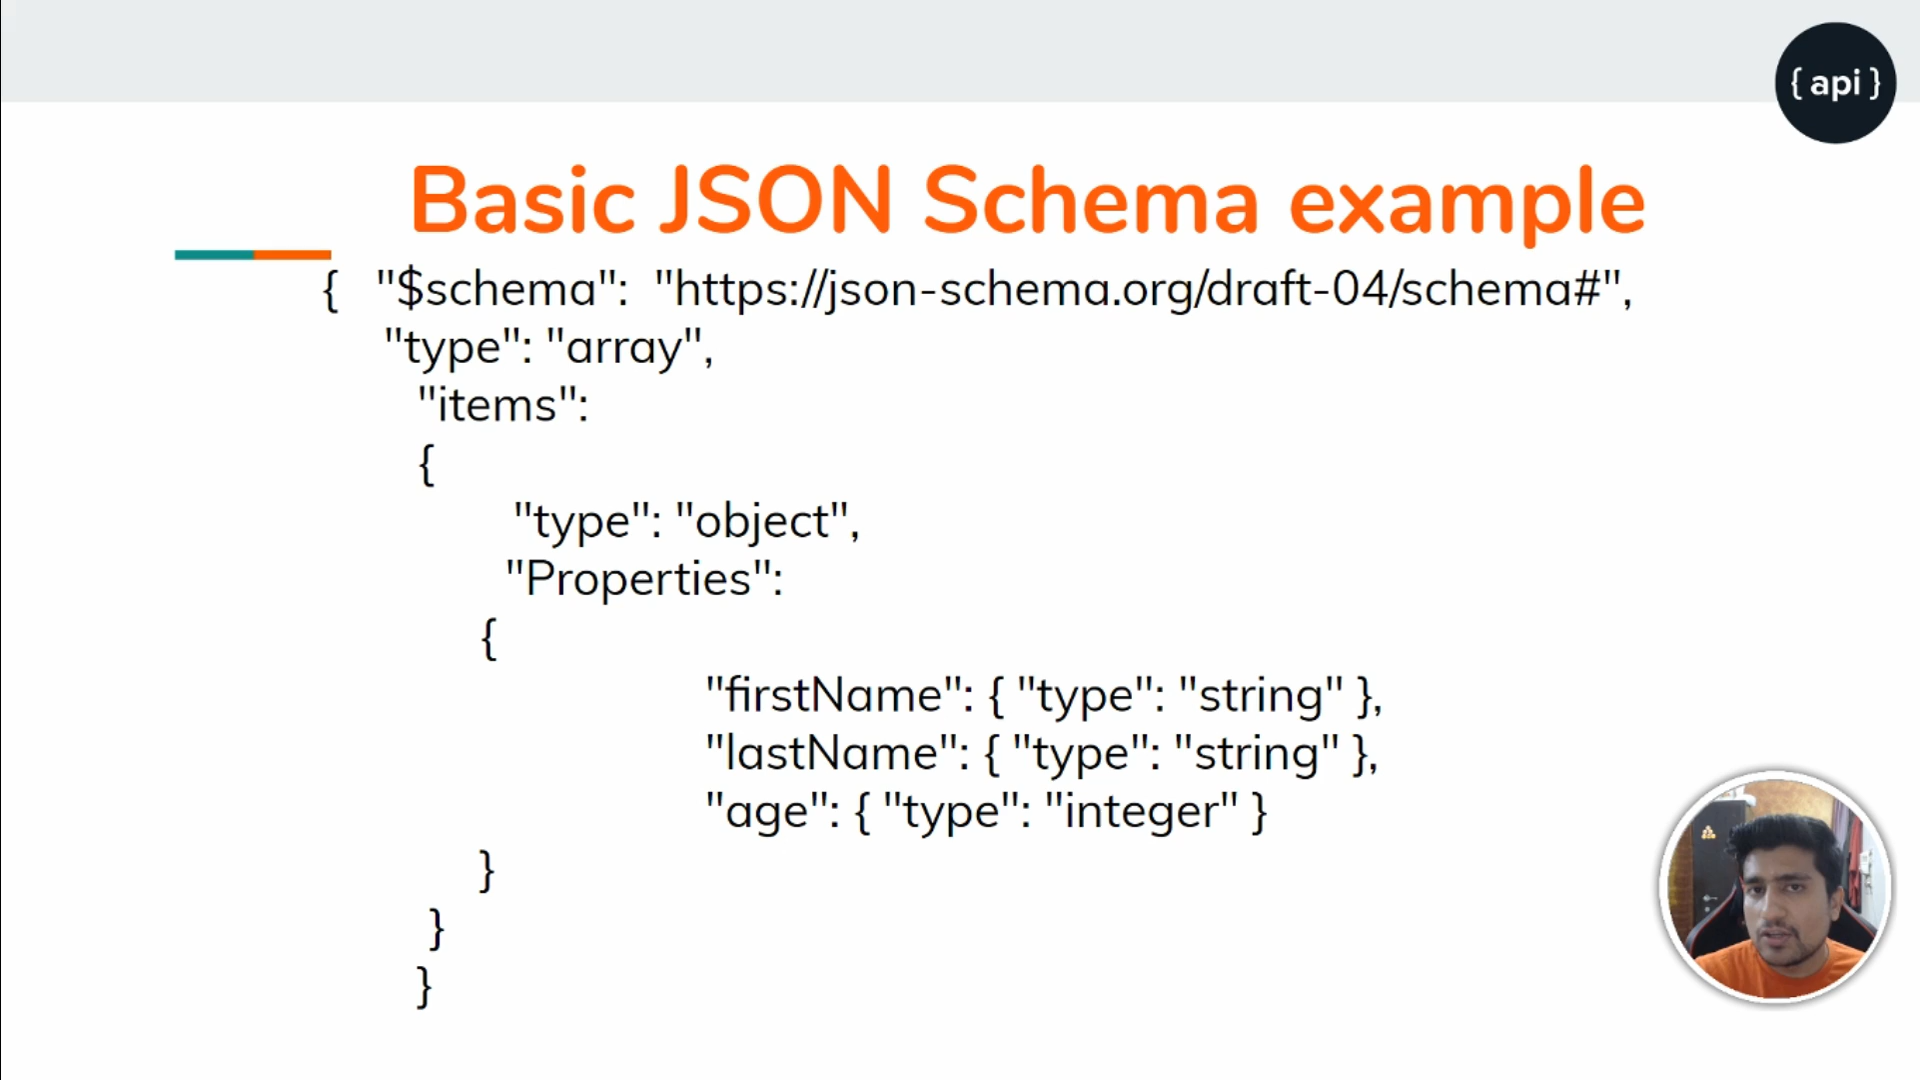 { api }
Basic JSON Schema example
{ "$schema": "https://json-schema.org/draft-04/schema#",
"type": "array",
"items":
{
"type": "object",
"Properties":
{
"firstName": { "type": "string" },
"lastName": { "type": "string" },
"age": { "type": "integer" }
}
}
}